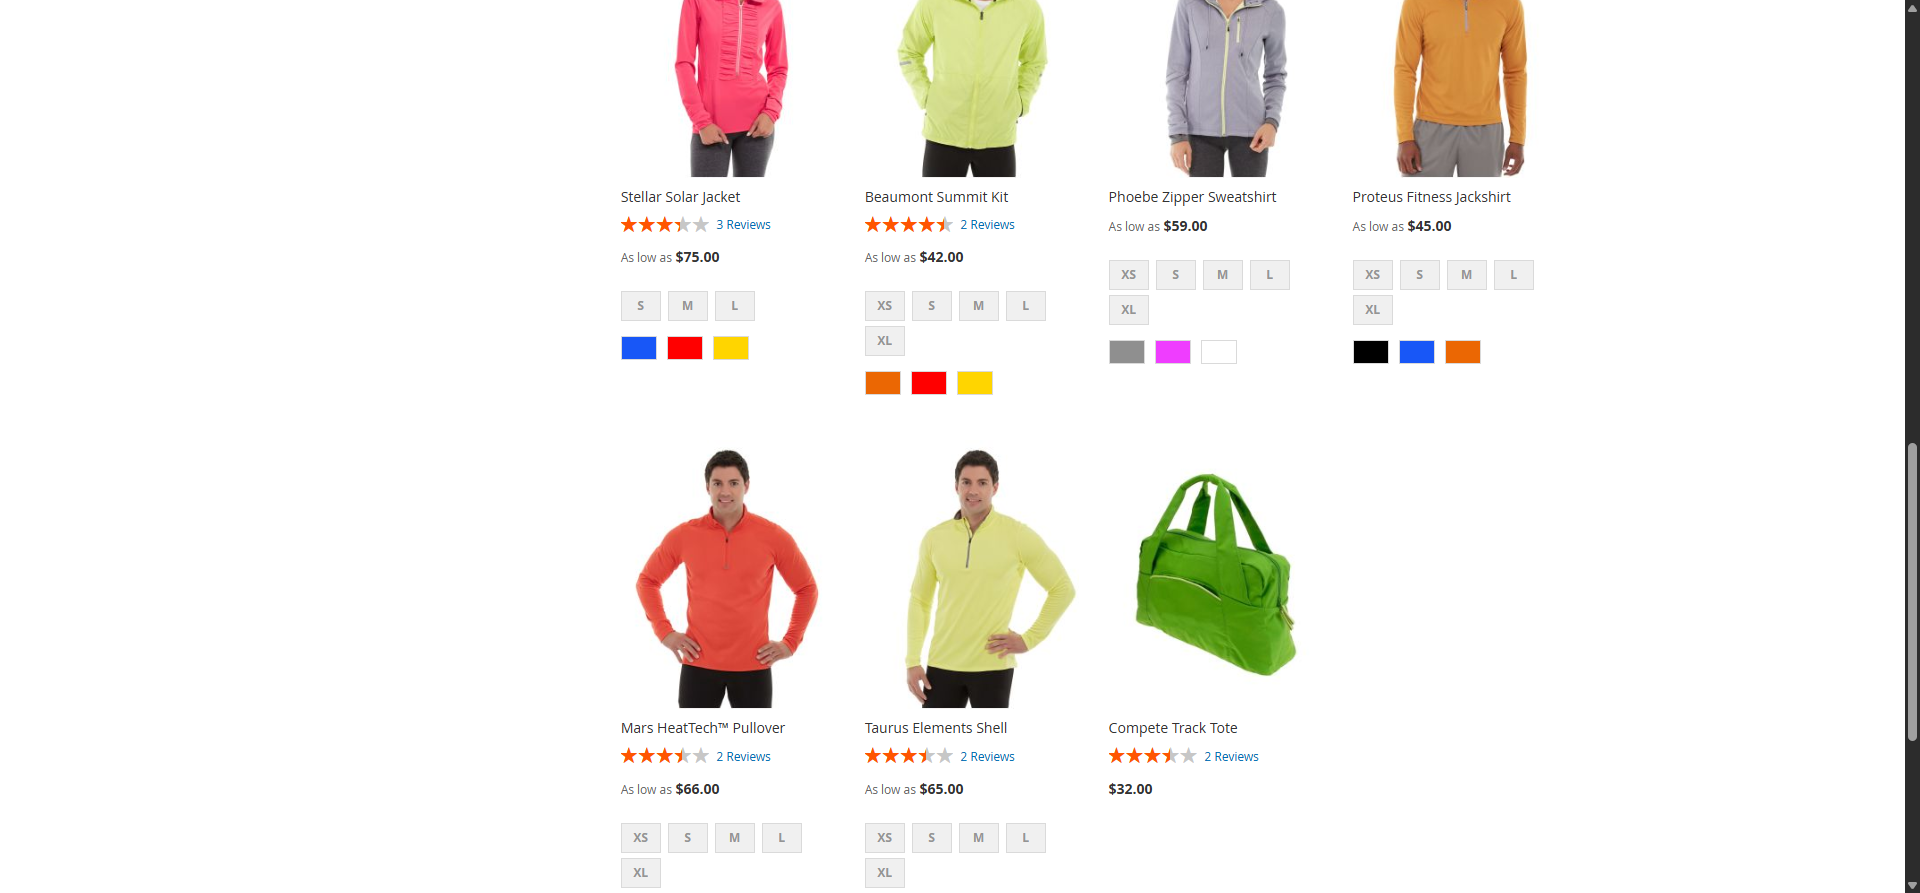 Stellar Solar Jacket
3 Reviews
As low as $75.00
S M L
Beaumont Summit Kit
2 Reviews
As low as $42.00
XS S M L
XL
Phoebe Zipper Sweatshirt
As low as $59.00
XS S M L
XL
Proteus Fitness Jackshirt
As low as $45.00
XS S M L
XL
Mars HeatTech™ Pullover
2 Reviews
As low as $66.00
XS S M L
XL
Taurus Elements Shell
2 Reviews
As low as $65.00
XS S M L
XL
Compete Track Tote
2 Reviews
$32.00